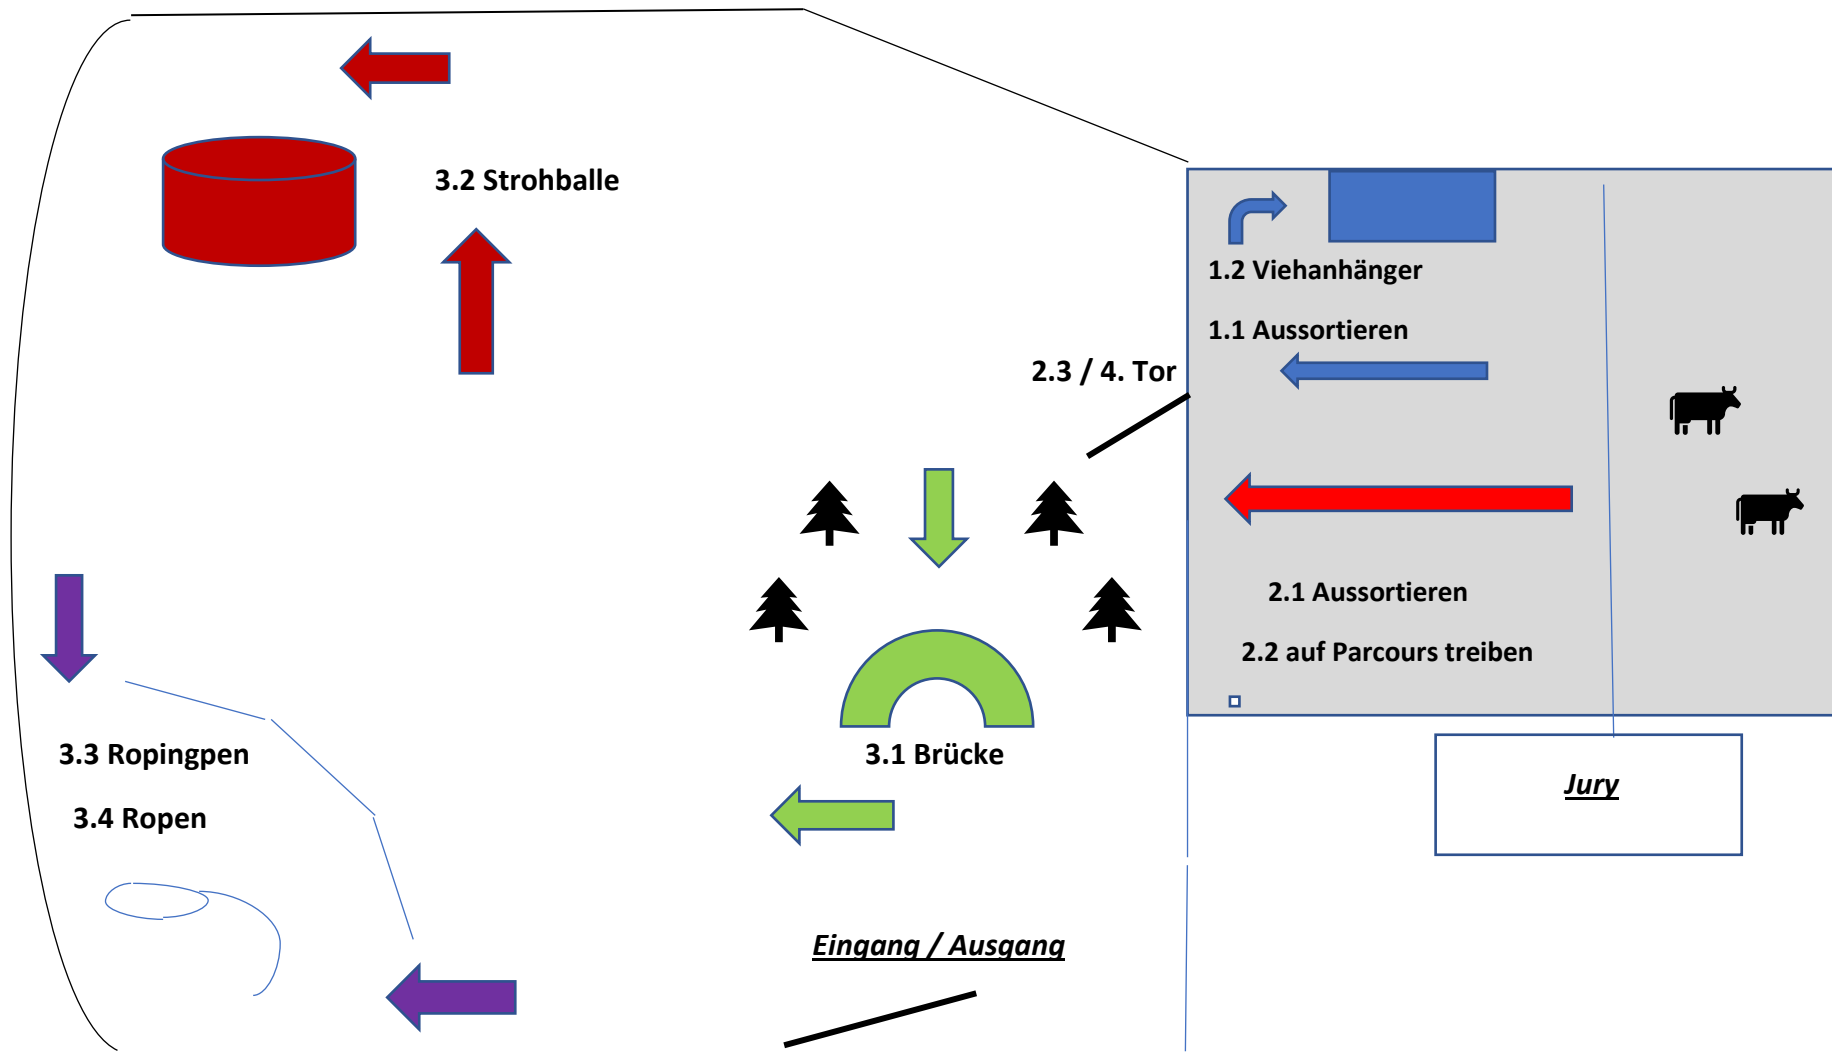 3.2 Strohballe
1.2 Viehanhänger
1.1 Aussortieren
2.3 / 4. Tor
2.1 Aussortieren
2.2 auf Parcours treiben
3.3 Ropingpen
3.1 Brücke
3.4 Ropen
Jury
Eingang / Ausgang